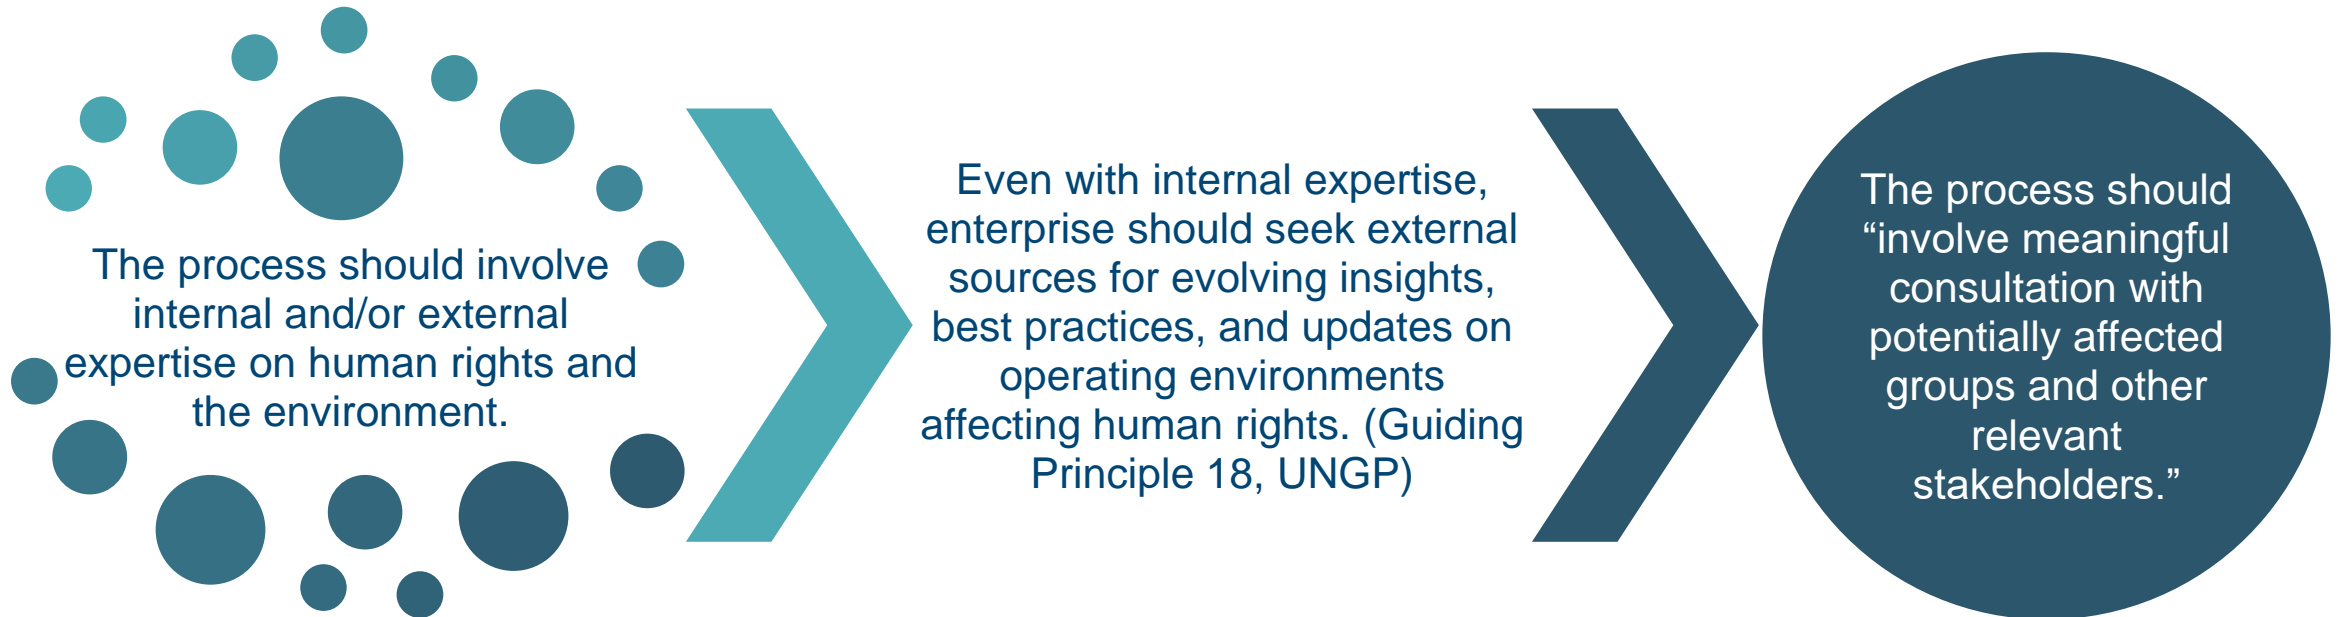 The process should involve
internal and/or external
expertise on human rights and
the environment.
Even with internal expertise,
enterprise should seek external
sources for evolving insights,
best practices, and updates on
operating environments
affecting human rights. (Guiding
Principle 18, UNGP)
The process should
“involve meaningful
consultation with
potentially affected
groups and other
relevant
stakeholders.”